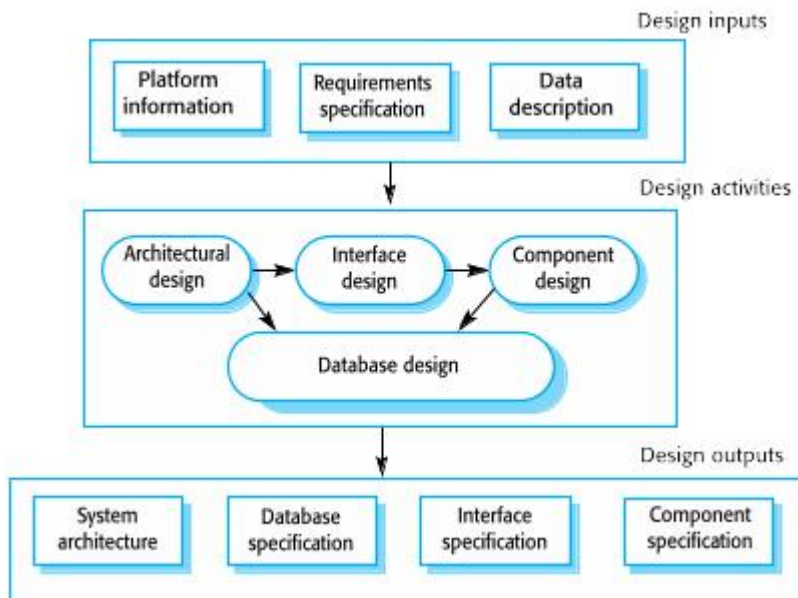 Design inputs
Platform
information
Requirements
specification
Data
description
Design activities
Architectural
design
Interface
design
Component
design
Database design
Design outputs
System
architecture
Database
specification
Interface
specification
Component
specification